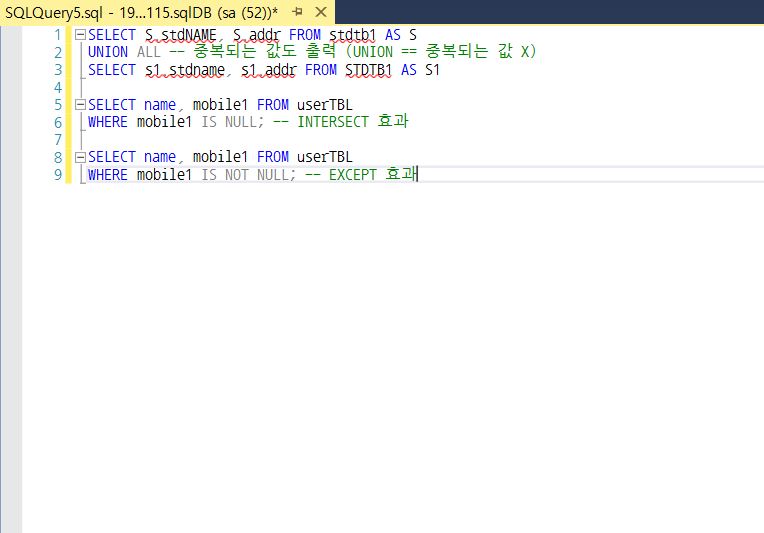 SQLQuery5.sql - 19...115.sqlDB (sa (52))*
1 SELECT S.stdNAME, S.addr FROM stdtb1 AS S
2 UNION ALL -- 중복되는 값도 출력 (UNION == 중복되는 값 X)
3 SELECT s1.stdname, s1.addr FROM STDTB1 AS S1
4
5 SELECT name, mobile1 FROM userTBL
6 WHERE mobile1 IS NULL; -- INTERSECT 효과
7
8 SELECT name, mobile1 FROM userTBL
9 WHERE mobile1 IS NOT NULL; -- EXCEPT 효과